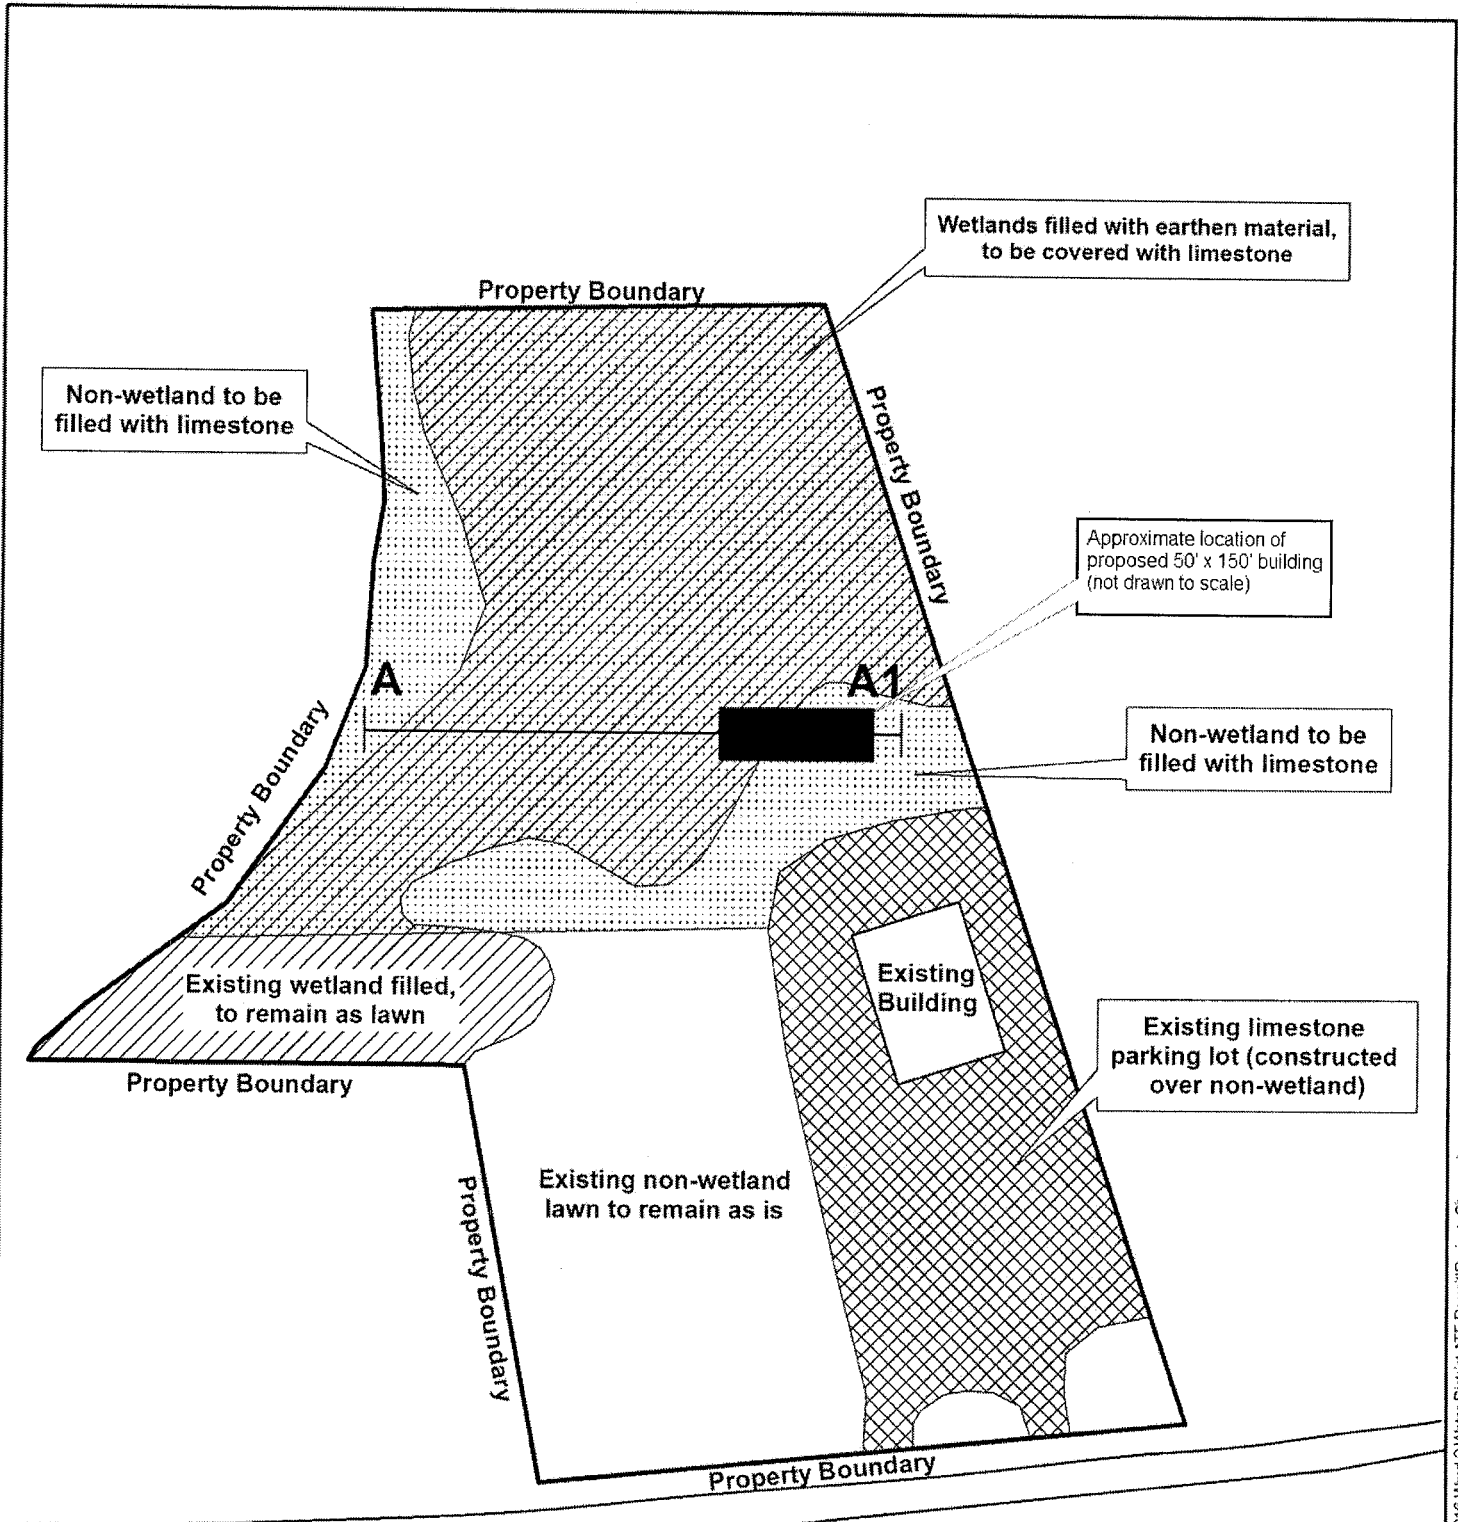 Wetlands filled with earthen material,
to be covered with limestone
Property Boundary
Non-wetland to be
filled with limestone
Property Boundary
Approximate location of
proposed 50' x 150' building
(not drawn to scale)
A
A1
Property Boundary
Non-wetland to be
filled with limestone
Existing wetland filled,
to remain as lawn
Existing
Building
Existing limestone
parking lot (constructed
over non-wetland)
Property Boundary
Existing non-wetland
lawn to remain as is
Property Boundary
Property Boundary